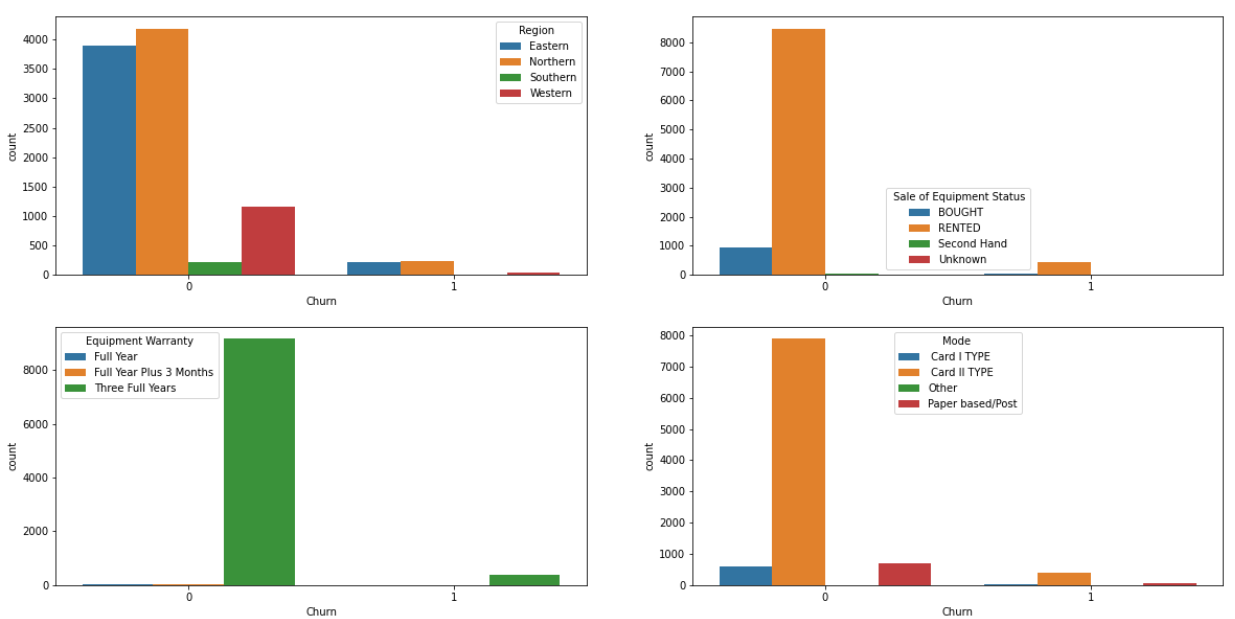 Region
Eastern
Northern
Southern
Western
4000
3500
3000
2500
2000
1500
1000
500
0
count
0
1
Churn
8000
7000
6000
5000
4000
3000
2000
1000
0
count
Sale of Equipment Status
BOUGHT
RENTED
Second Hand
Unknown
0
1
Churn
Equipment Warranty
Full Year
Full Year Plus 3 Months
Three Full Years
8000
6000
4000
2000
0
count
0
1
Churn
Mode
Card I TYPE
Card II TYPE
Other
Paper based/Post
8000
7000
6000
5000
4000
3000
2000
1000
0
count
0
1
Churn